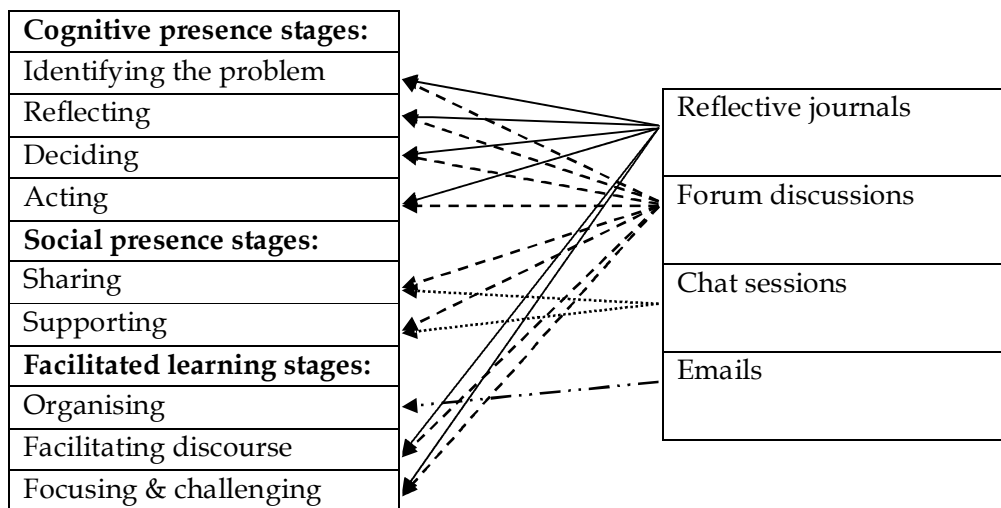 Cognitive presence stages:
Identifying the problem
Reflecting
Deciding
Acting
Social presence stages:
Sharing
Supporting
Facilitated learning stages:
Organising
Facilitating discourse
Focusing & challenging
Reflective journals
Forum discussions
Chat sessions
Emails